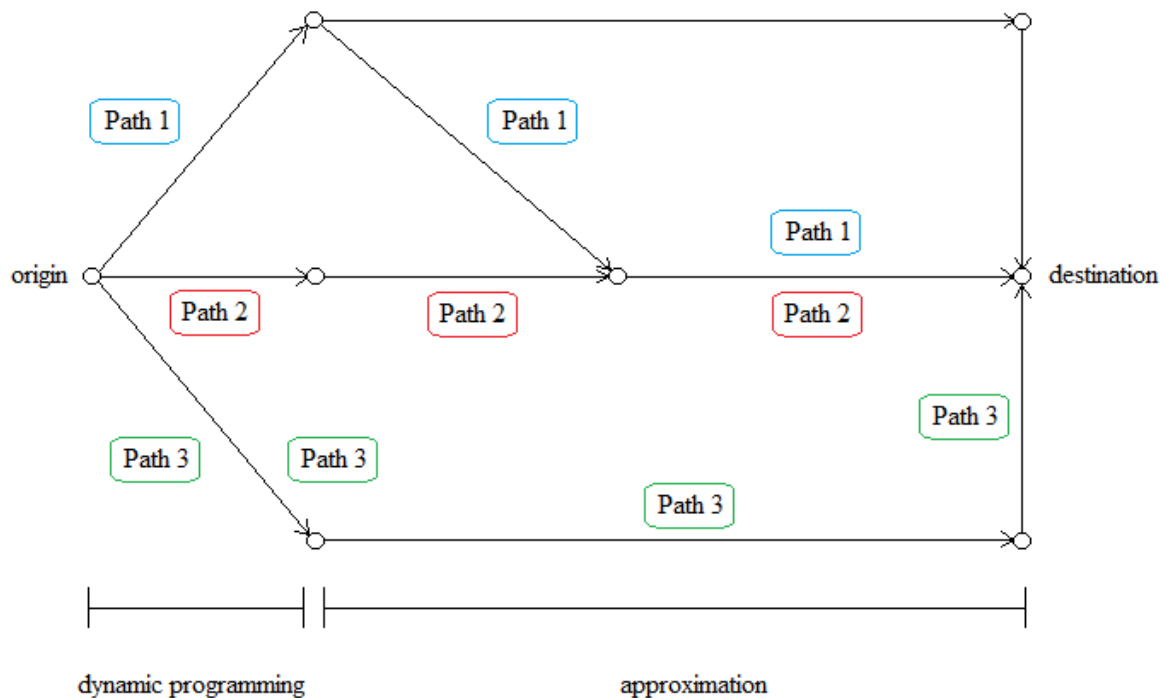 Path 1
Path 1
Path 1
origin
destination
Path 2
Path 2
Path 2
Path 3
Path 3
Path 3
Path 3
dynamic programming
approximation